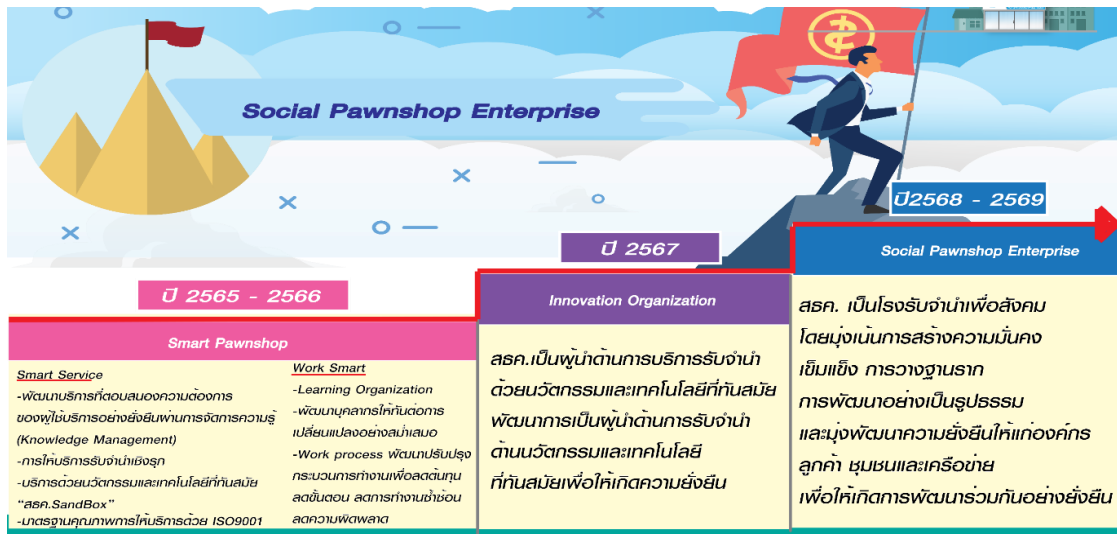 Social Pawnshop Enterprise
ปี 2565 - 2566
Smart Pawnshop
Smart Service
-พัฒนาบริการที่ตอบสนองความต้องการ
ของผู้ใช้บริการอย่างยั่งยืนผ่านการจัดการความรู้
(Knowledge Management)
-การให้บริการรับจำนำเชิงรุก
-บริการด้วยนวัตกรรมและเทคโนโลยีที่ทันสมัย
“สธค.SandBox”
-มาตรฐานคุณภาพการให้บริการด้วย ISO9001
Work Smart
-Learning Organization
-พัฒนาบุคลากรให้ทันต่อการ
เปลี่ยนแปลงอย่างสม่ำเสมอ
-Work process พัฒนาปรับปรุง
กระบวนการทำงานเพื่อลดต้นทุน
ลดขั้นตอน ลดการทำงานซ้ำซ้อน
ลดความผิดพลาด
ปี 2567
Innovation Organization
สธค.เป็นผู้นำด้านการบริการรับจำนำ
ด้วยนวัตกรรมและเทคโนโลยีที่ทันสมัย
พัฒนาการเป็นผู้นำด้านการรับจำนำ
ด้านนวัตกรรมและเทคโนโลยี
ที่ทันสมัยเพื่อให้เกิดความยั่งยืน
ปี2568 - 2569
Social Pawnshop Enterprise
สธค. เป็นโรงรับจำนำเพื่อสังคม
โดยมุ่งเน้นการสร้างความมั่นคง
เข็มแข็ง การวางฐานราก
การพัฒนาอย่างเป็นรูปธรรม
และมุ่งพัฒนาความยั่งยืนให้แก่องค์กร
ลูกค้า ชุมชนและเครือข่าย
เพื่อให้เกิดการพัฒนาร่วมกันอย่างยั่งยืน